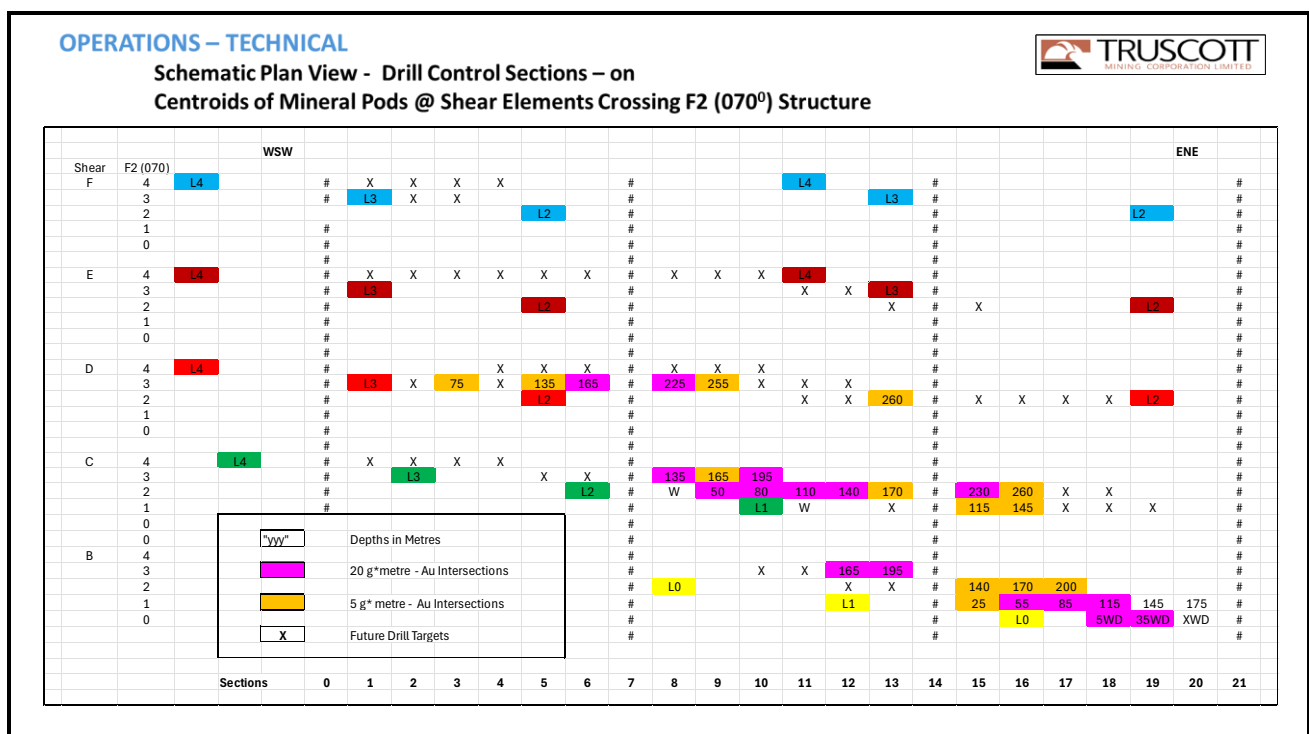 OPERATIONS – TECHNICAL
TRUSCOTT
MINING CORPORATION LIMITED
Schematic Plan View - Drill Control Sections – on
Centroids of Mineral Pods @ Shear Elements Crossing F2 (070⁰) Structure
WSW ENE
Shear F2 (070)
F 4 L4 # X X X X # L4 # #
3 # L3 X X # L3 # #
2 L2 # # L2 #
1 # # # #
0 # # # #
# # # #
E 4 L4 # X X X X X X # X X X L4 # #
3 # L3 # X X L3 # #
2 # L2 # X # X L2 #
1 # # # #
0 # # # #
# # # #
D 4 L4 # X X X # X X X # #
3 # L3 X 75 X 135 165 # 225 255 X X X # #
2 # L2 # X X 260 # X X X X L2 #
1 # # # #
0 # # # #
# # # #
C 4 L4 # X X X X # # #
3 # L3 X X # 135 165 195 # #
2 # L2 # W 50 80 110 140 170 # 230 260 X X #
1 # # L1 W X # 115 145 X X X #
0 # # #
0 "yyy" Depths in Metres # # #
B 4 # # #
3 20 g*metre - Au Intersections # X X 165 195 # #
2 # L0 X X # 140 170 200 #
1 5 g* metre - Au Intersections # L1 # 25 55 85 115 145 175 #
0 # # L0 5WD 35WD XWD #
X Future Drill Targets # # #
Sections 0 1 2 3 4 5 6 7 8 9 10 11 12 13 14 15 16 17 18 19 20 21